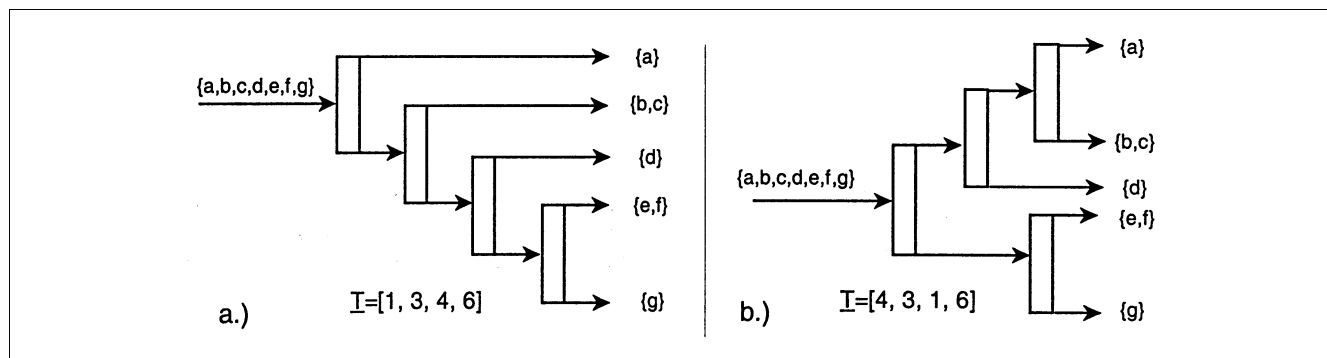 {a,b,c,d,e,f,g}
{a}
{b,c}
{d}
{e,f}
{g}
a.)
T=[1, 3, 4, 6]
{a,b,c,d,e,f,g}
{a}
{b,c}
{d}
{e,f}
{g}
b.)
T=[4, 3, 1, 6]